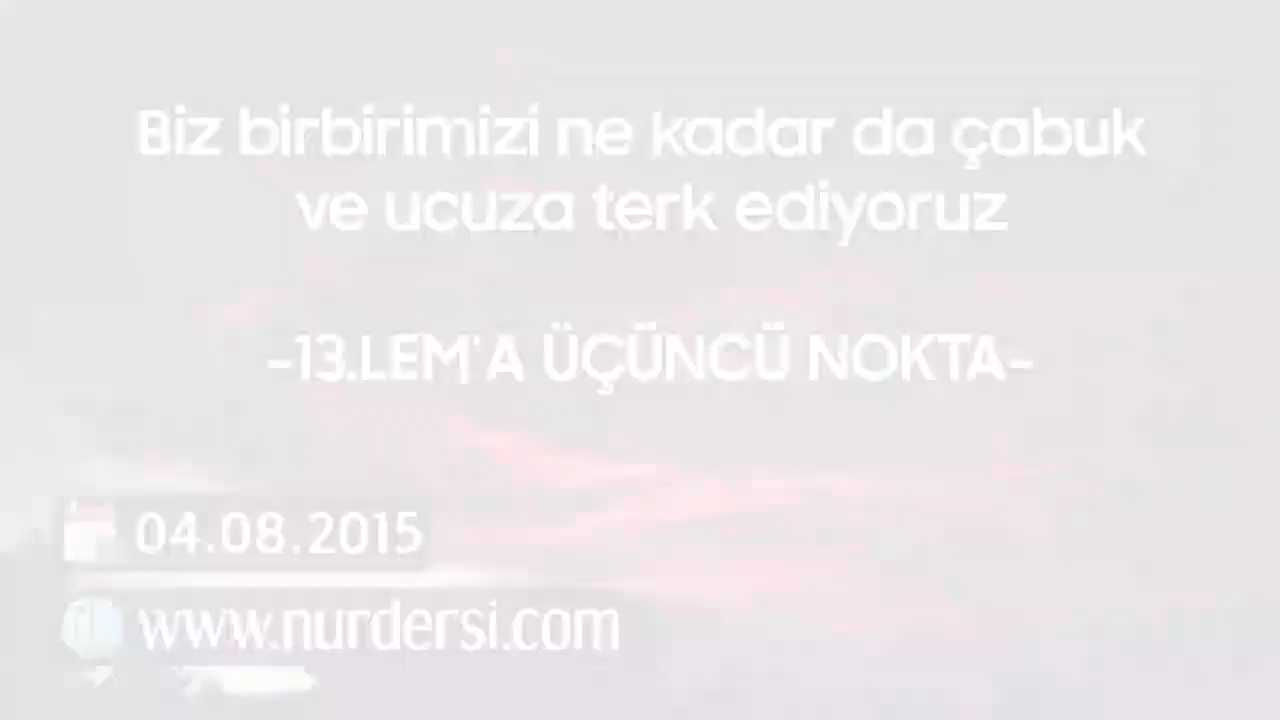 Biz birbirimizi ne kadar da çabuk
ve ucuza terk ediyoruz
-13.LEM'A ÜÇÜNCÜ NOKTA-
04.08.2015
www.nurdersi.com